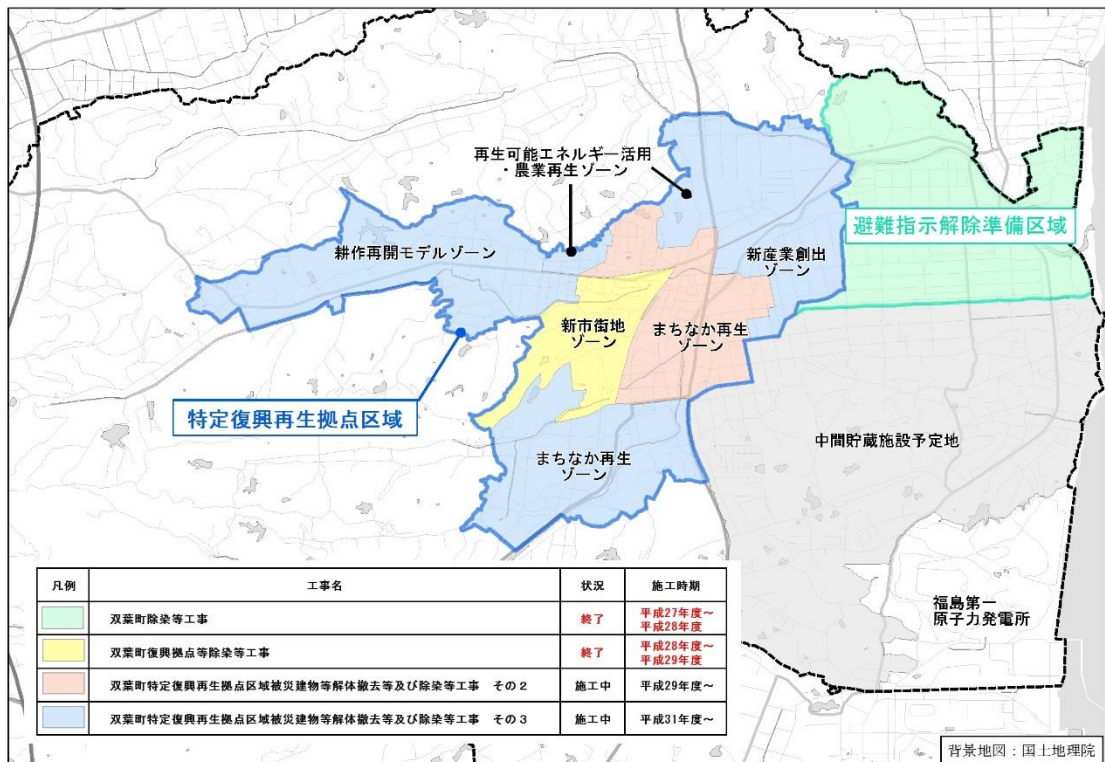 再生可能エネルギー活用
・農業再生ゾーン
避難指示解除準備区域
耕作再開モデルゾーン
新産業創出
ゾーン
新市街地
ゾーン
まちなか再生
ゾーン
特定復興再生拠点区域
中間貯蔵施設予定地
まちなか再生
ゾーン
福島第一
原子力発電所
凡例 工事名 状況 施工時期
双葉町除染等工事 終了 平成27年度～
平成28年度
双葉町復興拠点等除染等工事 終了 平成28年度～
平成29年度
双葉町特定復興再生拠点区域被災建物等解体撤去等及び除染等工事 その２ 施工中 平成29年度～
双葉町特定復興再生拠点区域被災建物等解体撤去等及び除染等工事 その３ 施工中 平成31年度～
背景地図：国土地理院